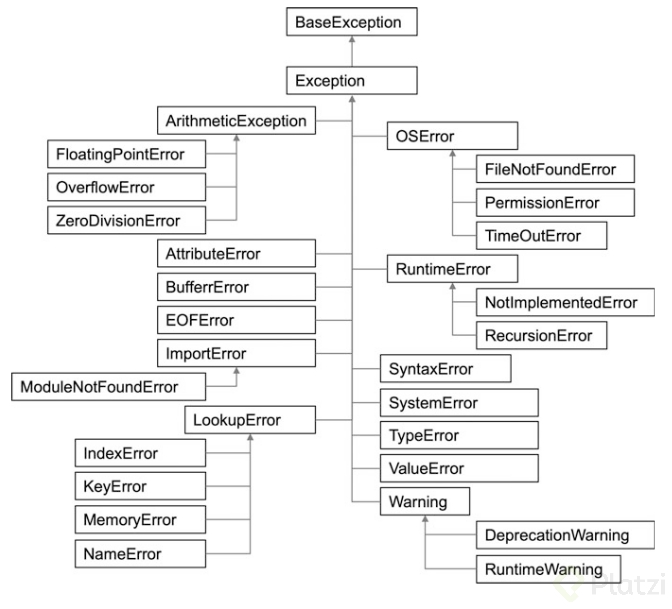 BaseException
Exception
ArithmeticException
FloatingPointError
OverflowError
ZeroDivisionError
AttributeError
BufferrError
EOFError
ImportError
ModuleNotFoundError
LookupError
IndexError
KeyError
MemoryError
NameError
OSError
FileNotFoundError
PermissionError
TimeOutError
RuntimeError
NotImplementedError
RecursionError
SyntaxError
SystemError
TypeError
ValueError
Warning
DeprecationWarning
RuntimeWarning
Platzi